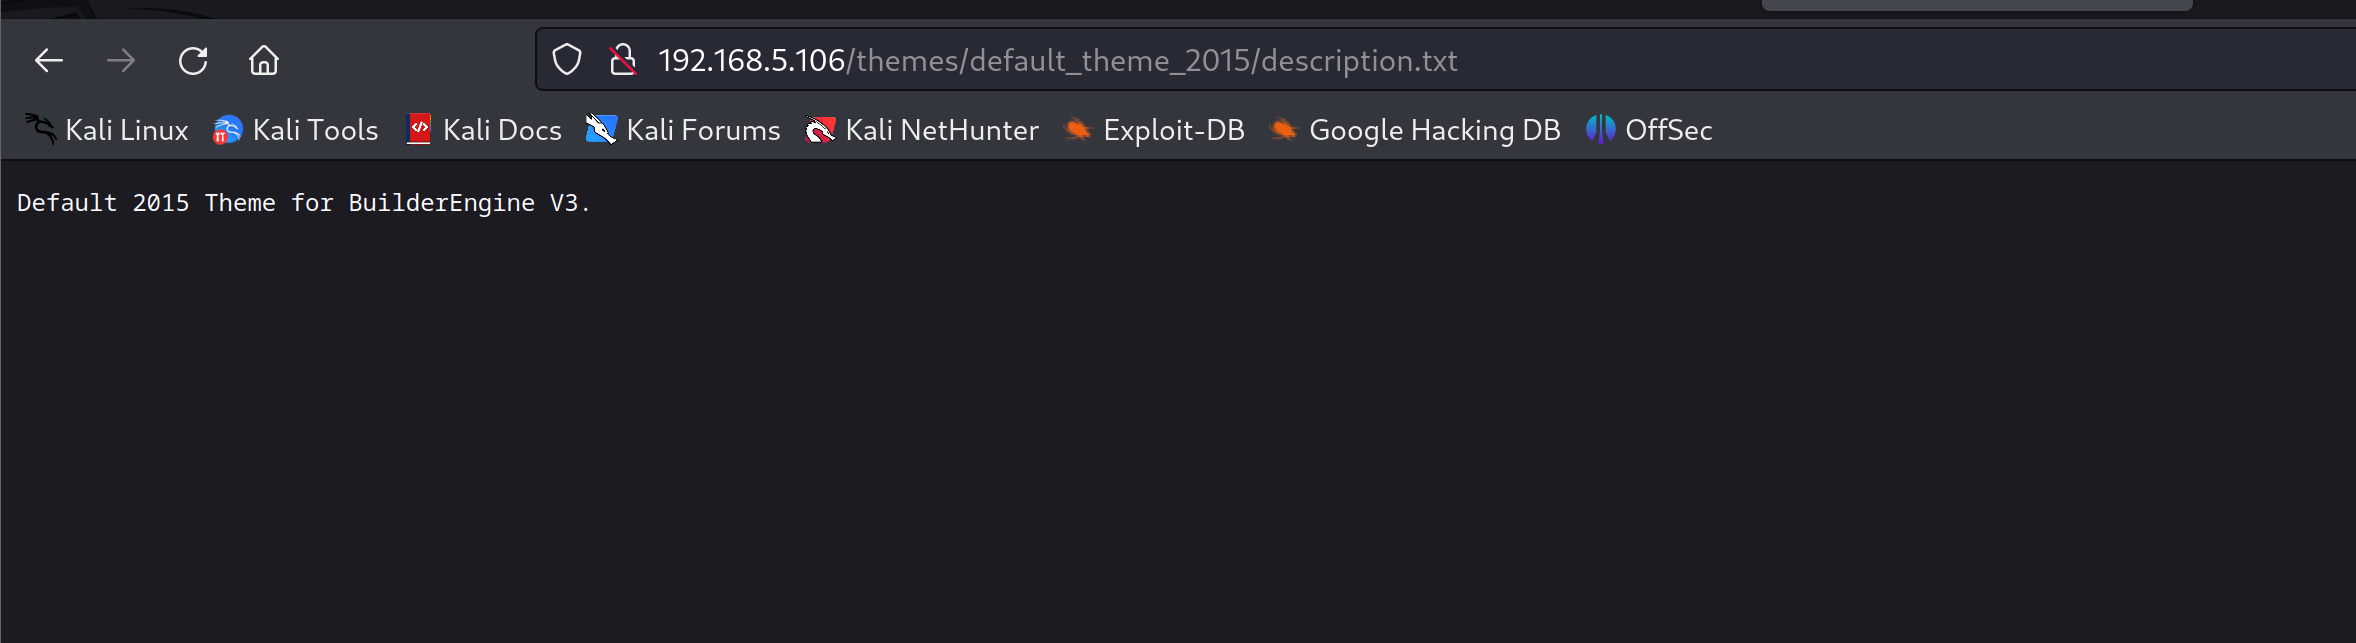 192.168.5.106/themes/default_theme_2015/description.txt
Kali Linux Kali Tools Kali Docs Kali Forums Kali NetHunter Exploit-DB Google Hacking DB OffSec
Default 2015 Theme for BuilderEngine V3.